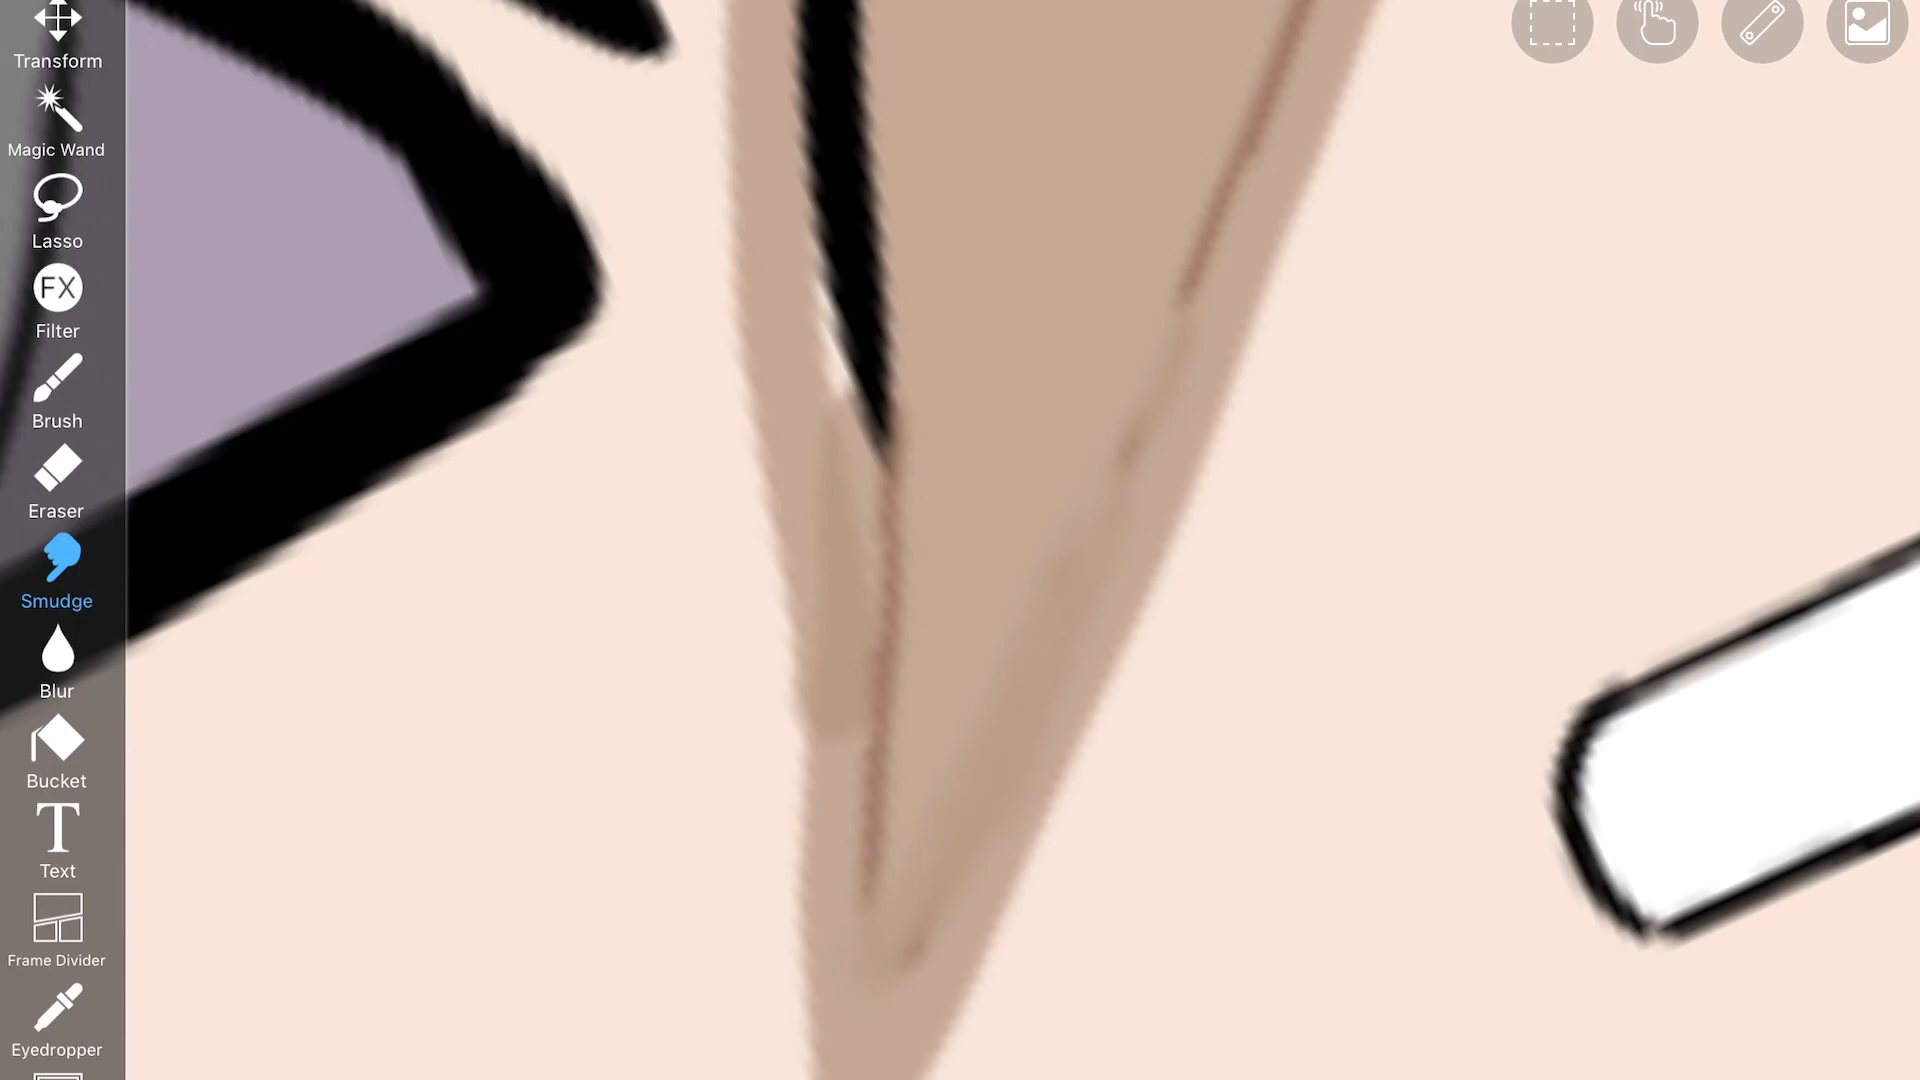 Transform
Magic Wand
Lasso
FX
Filter
Brush
Eraser
Smudge
Blur
Bucket
T
Text
Frame Divider
Eyedropper